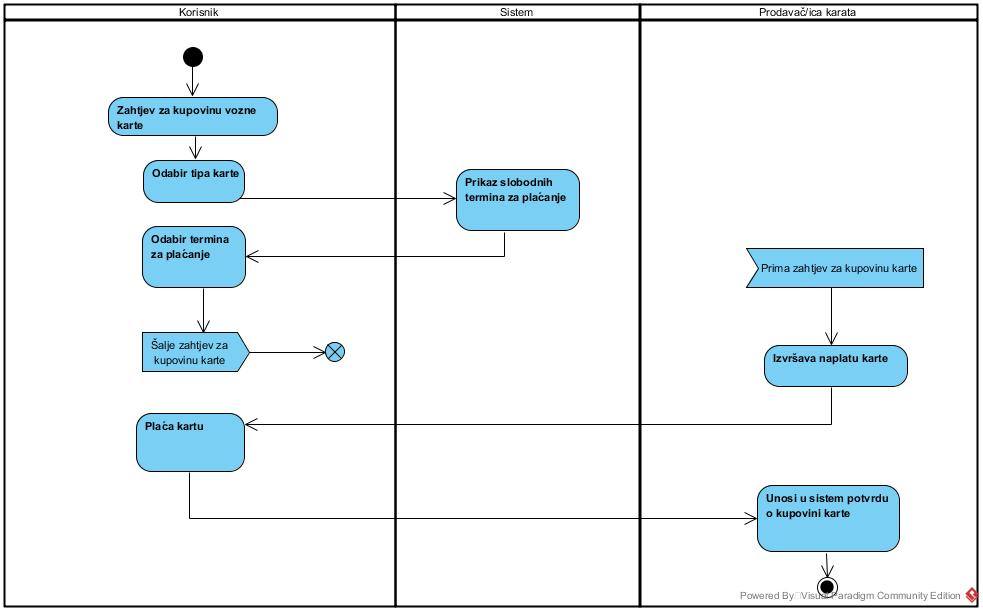 Korisnik
Sistem
Prodavač/ica karata
Zahtjev za kupovinu vozne
karte
Odabir tipa karte
Prikaz slobodnih
termina za plaćanje
Odabir termina
za plaćanje
Prima zahtjev za kupovinu karte
Šalje zahtjev za
kupovinu karte
Izvršava naplatu karte
Plaća kartu
Unosi u sistem potvrdu
o kupovini karte
Powered By Visual Paradigm Community Edition